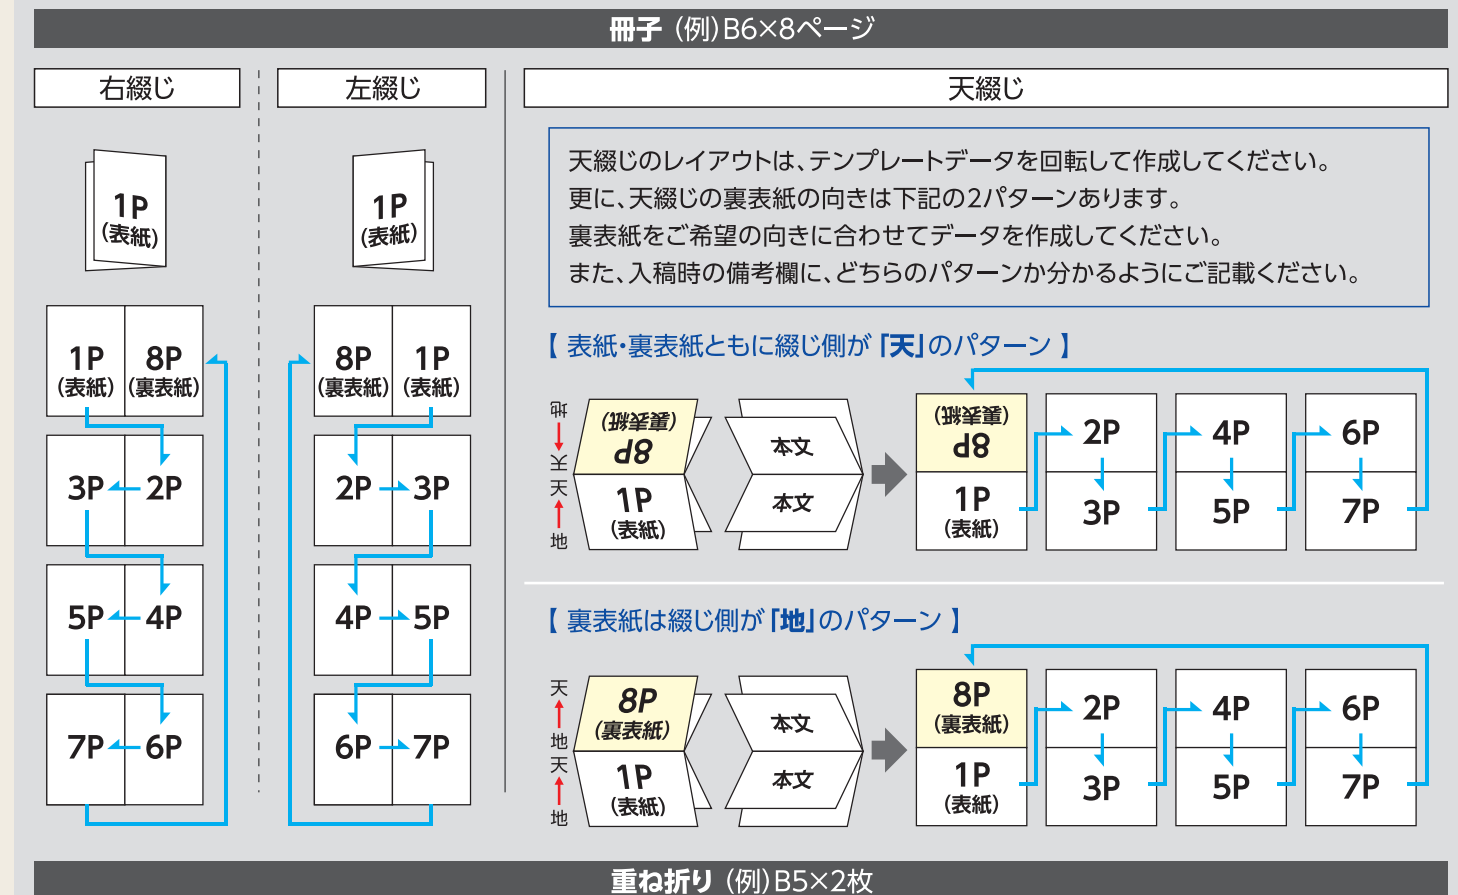 冊子 (例)B6×8ページ
右綴じ
1P
(表紙)
1P 8P
(表紙) (裏表紙)
3P 2P
5P 4P
7P 6P
左綴じ
1P
(表紙)
8P 1P
(裏表紙) (表紙)
2P 3P
4P 5P
6P 7P
天綴じ
天綴じのレイアウトは、テンプレートデータを回転して作成してください。
更に、天綴じの裏表紙の向きは下記の2パターンあります。
裏表紙をご希望の向きに合わせてデータを作成してください。
また、入稿時の備考欄に、どちらのパターンか分かるようにご記載ください。
【 表紙・裏表紙ともに綴じ側が「天」のパターン 】
地
天
天
地
(裏表紙)
8P
1P
(表紙)
本文
本文
(裏表紙)
8P
1P
(表紙)
2P
3P
4P
5P
6P
7P
【 裏表紙は綴じ側が「地」のパターン 】
天
地
天
地
8P
(裏表紙)
1P
(表紙)
本文
本文
8P
(裏表紙)
1P
(表紙)
2P
3P
4P
5P
6P
7P
重ね折り (例)B5×2枚